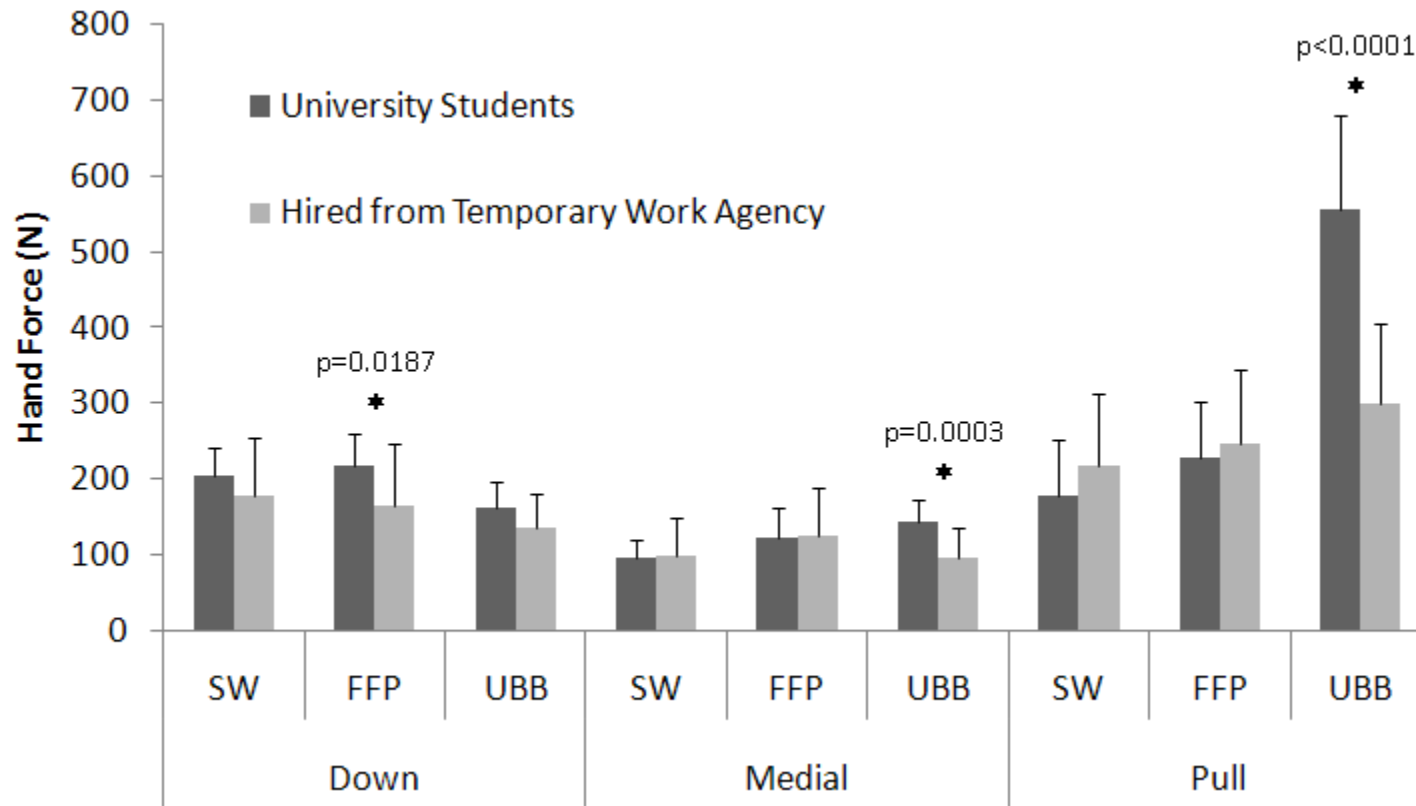 800
700
600
500
400
300
200
100
0
Hand Force (N)
University Students
Hired from Temporary Work Agency
p=0.0187
p=0.0003
p<0.0001
SW FFP UBB SW FFP UBB SW FFP UBB
Down Medial Pull